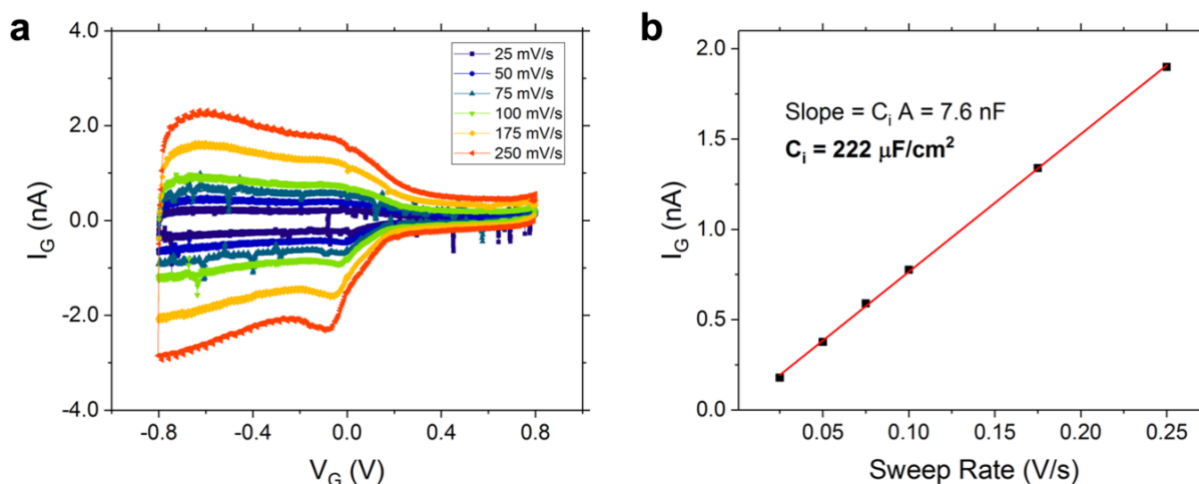 a
4.0
2.0
0.0
-2.0
-4.0
I_G (nA)
-0.8 -0.4 0.0 0.4 0.8
V_G (V)
25 mV/s
50 mV/s
75 mV/s
100 mV/s
175 mV/s
250 mV/s
b
2.0
1.5
1.0
0.5
0.0
I_G (nA)
Slope = C_i A = 7.6 nF
C_i = 222 μF/cm²
0.05 0.10 0.15 0.20 0.25
Sweep Rate (V/s)